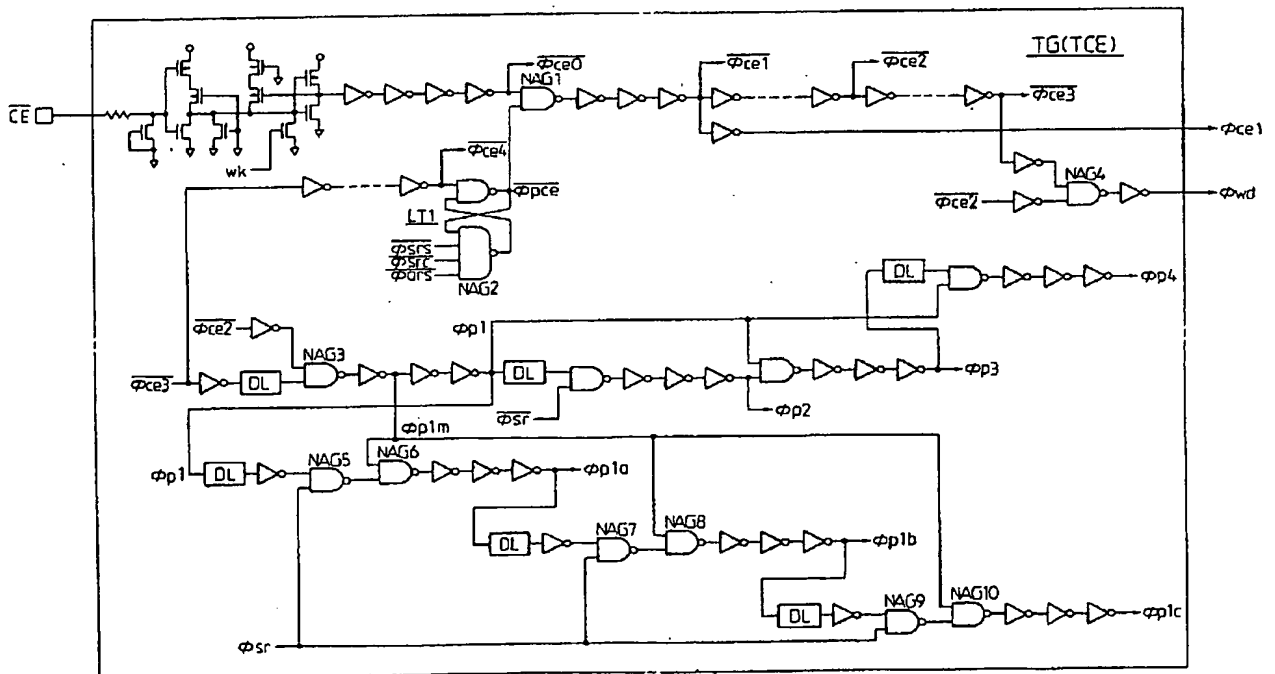 TG(TCE)
φce0̅
NAG1
φce1̅
φce2̅
φce3̅
C̅E̅
φce1
wk
φce4̅
φpce̅
NAG4
φwd
φce2̅
LT1
φsrs̅
φsrc̅
φars̅
NAG2
DL
φp4
φce2̅
φp1
NAG3
φce3̅
DL
DL
φp3
φsr̅
φp2
φp1m
NAG5
NAG6
φp1
DL
φp1a
NAG7
NAG8
DL
φp1b
NAG9
NAG10
DL
φp1c
φsr